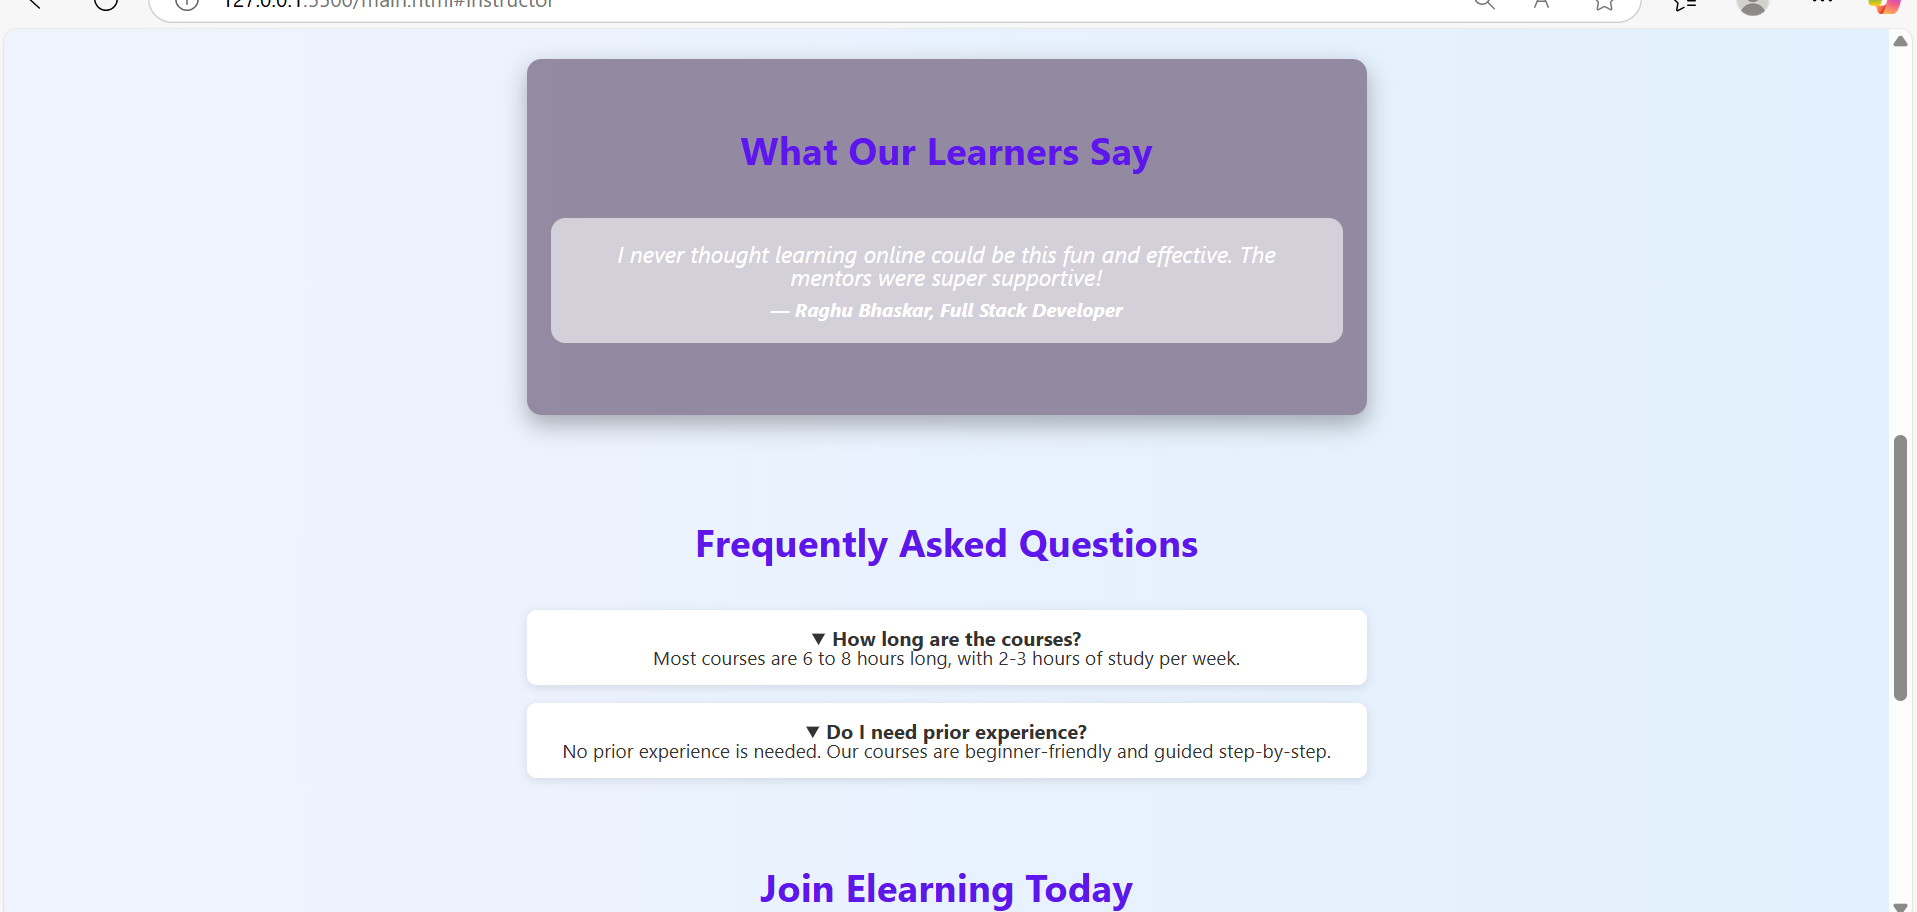 127.0.0.1:5500/main.html#instructor
What Our Learners Say
I never thought learning online could be this fun and effective. The
mentors were super supportive!
— Raghu Bhaskar, Full Stack Developer
Frequently Asked Questions
▼ How long are the courses?
Most courses are 6 to 8 hours long, with 2-3 hours of study per week.
▼ Do I need prior experience?
No prior experience is needed. Our courses are beginner-friendly and guided step-by-step.
Join Elearning Today